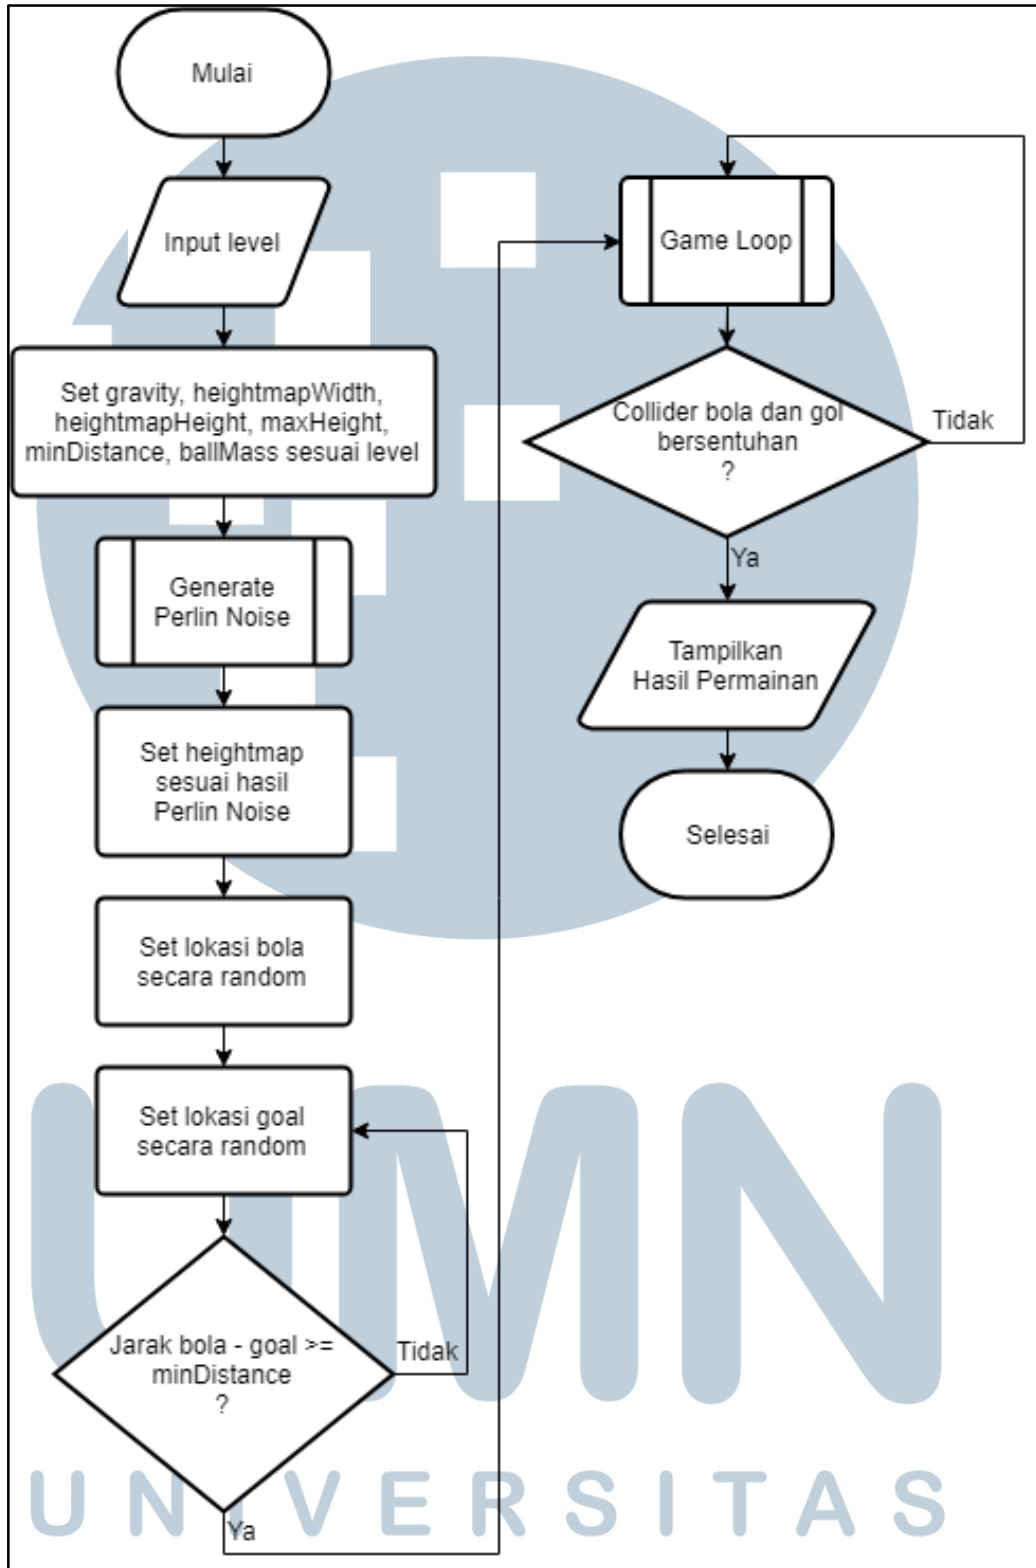 Mulai
Input level
Set gravity, heightmapWidth,
heightmapHeight, maxHeight,
minDistance, ballMass sesuai level
Generate
Perlin Noise
Set heightmap
sesuai hasil
Perlin Noise
Set lokasi bola
secara random
Set lokasi goal
secara random
Jarak bola - goal >=
minDistance
?
Tidak
Ya
Game Loop
Collider bola dan gol
bersentuhan
?
Tidak
Ya
Tampilkan
Hasil Permainan
Selesai
UMN
UNIVERSITAS